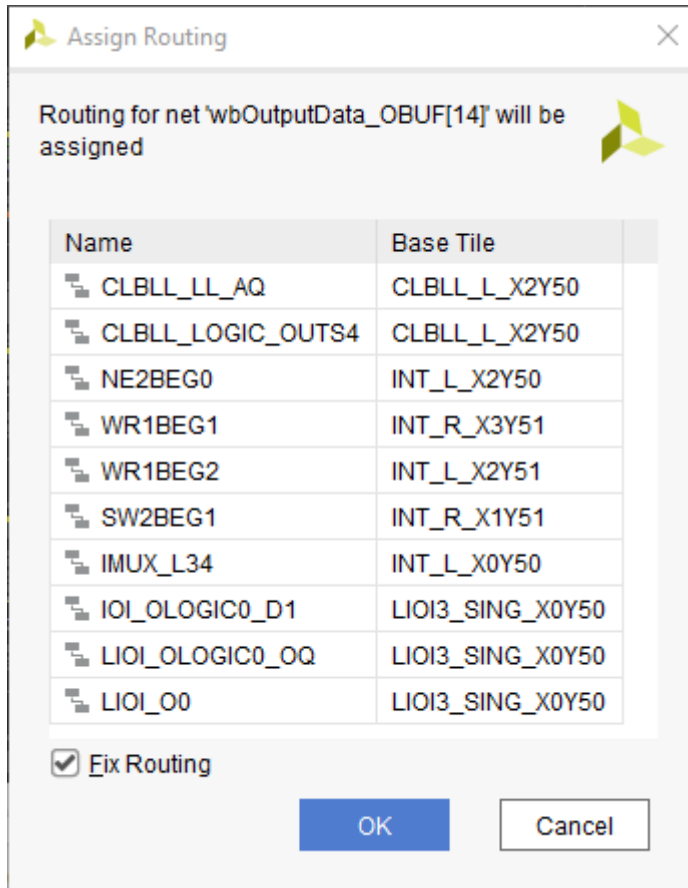 Assign Routing
Routing for net 'wbOutputData_OBUF[14]' will be
assigned
Name Base Tile
CLBLL_LL_AQ CLBLL_L_X2Y50
CLBLL_LOGIC_OUTS4 CLBLL_L_X2Y50
NE2BEG0 INT_L_X2Y50
WR1BEG1 INT_R_X3Y51
WR1BEG2 INT_L_X2Y51
SW2BEG1 INT_R_X1Y51
IMUX_L34 INT_L_X0Y50
IOI_OLOGIC0_D1 LIOI3_SING_X0Y50
LIOI_OLOGIC0_OQ LIOI3_SING_X0Y50
LIOI_O0 LIOI3_SING_X0Y50
Fix Routing
OK Cancel